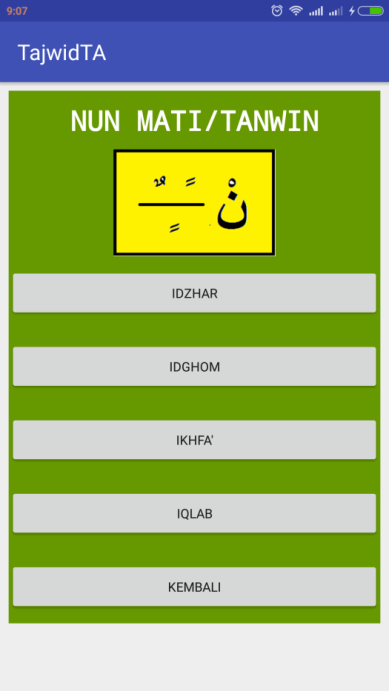 9:07
TajwidTA
NUN MATI/TANWIN
نْ ـًـٍـٌ
IDZHAR
IDGHOM
IKHFA'
IQLAB
KEMBALI